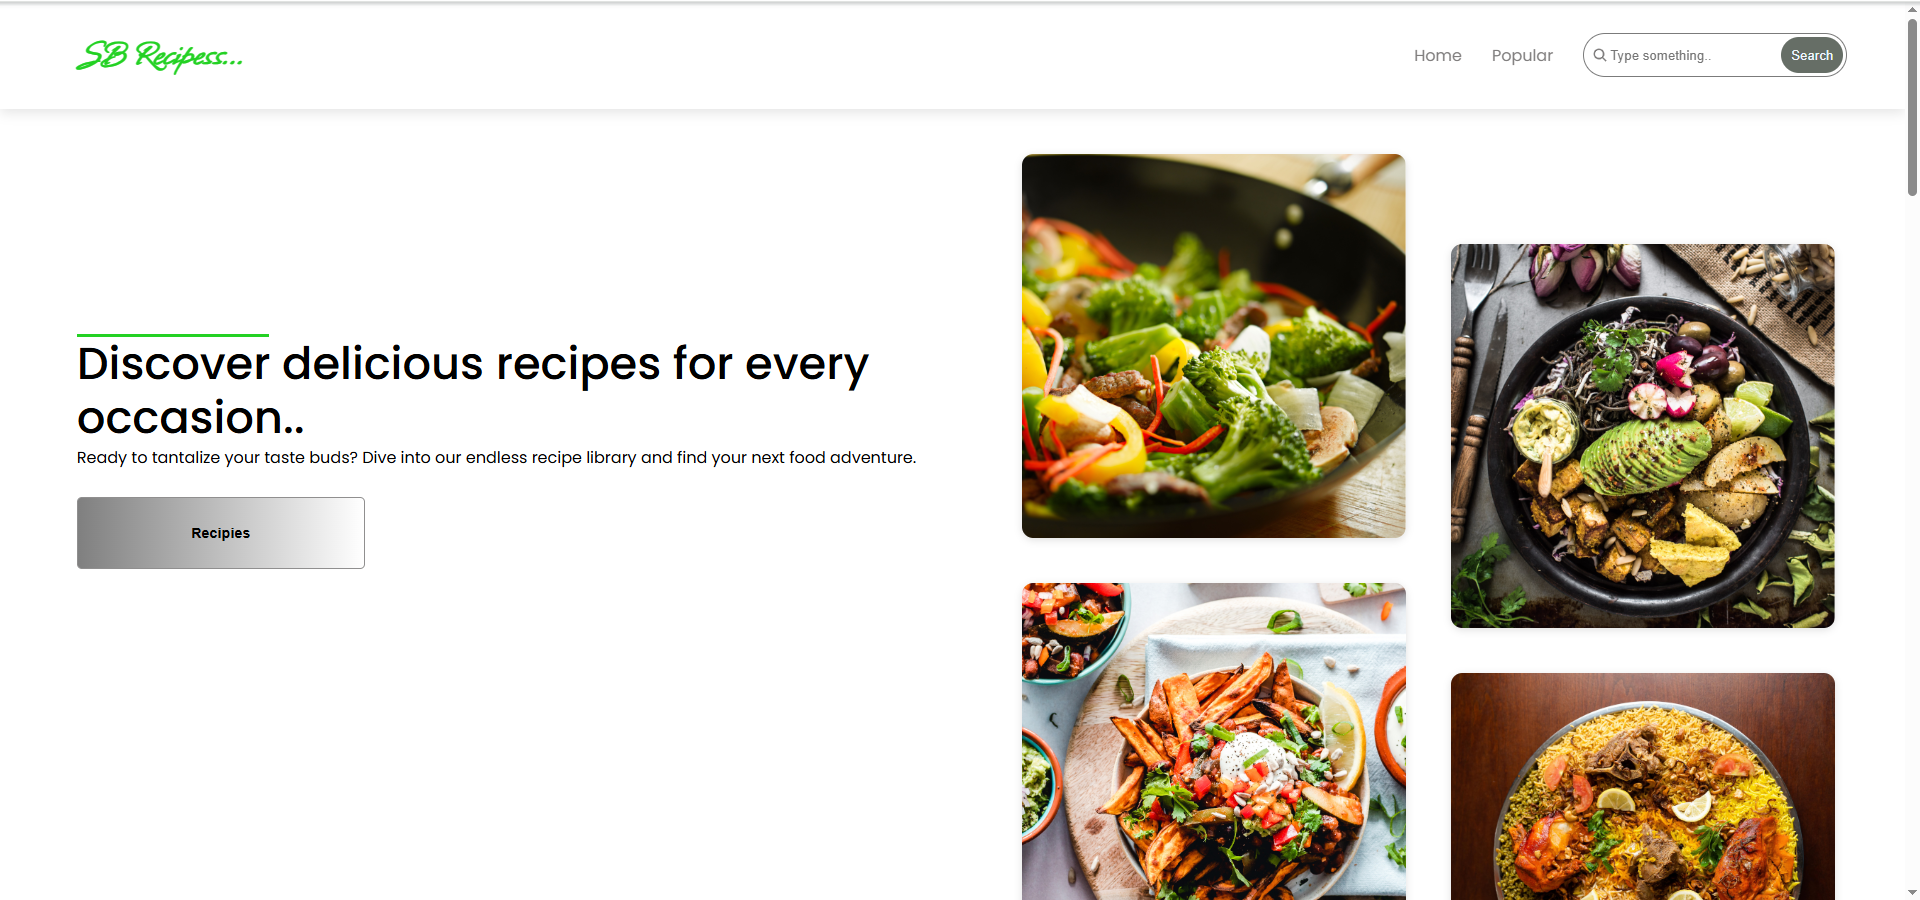 SB Recipess...
Home
Popular
Type something..
Search
Discover delicious recipes for every
occasion..
Ready to tantalize your taste buds? Dive into our endless recipe library and find your next food adventure.
Recipies